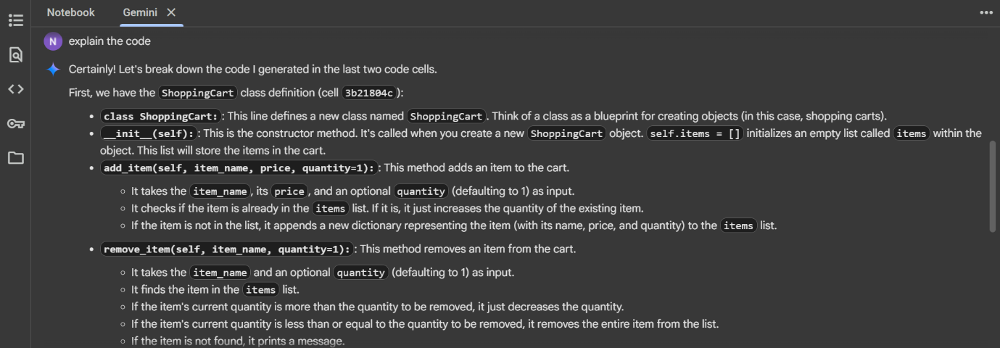 Notebook
Gemini
N
explain the code
Certainly! Let's break down the code I generated in the last two code cells.
First, we have the ShoppingCart class definition (cell 3b21804c):
• class ShoppingCart: : This line defines a new class named ShoppingCart. Think of a class as a blueprint for creating objects (in this case, shopping carts).
• __init__(self): : This is the constructor method. It's called when you create a new ShoppingCart object. self.items = [] initializes an empty list called items within the
object. This list will store the items in the cart.
• add_item(self, item_name, price, quantity=1): : This method adds an item to the cart.
◦ It takes the item_name, its price, and an optional quantity (defaulting to 1) as input.
◦ It checks if the item is already in the items list. If it is, it just increases the quantity of the existing item.
◦ If the item is not in the list, it appends a new dictionary representing the item (with its name, price, and quantity) to the items list.
• remove_item(self, item_name, quantity=1): : This method removes an item from the cart.
◦ It takes the item_name and an optional quantity (defaulting to 1) as input.
◦ It finds the item in the items list.
◦ If the item's current quantity is more than the quantity to be removed, it just decreases the quantity.
◦ If the item's current quantity is less than or equal to the quantity to be removed, it removes the entire item from the list.
◦ If the item is not found, it prints a message.